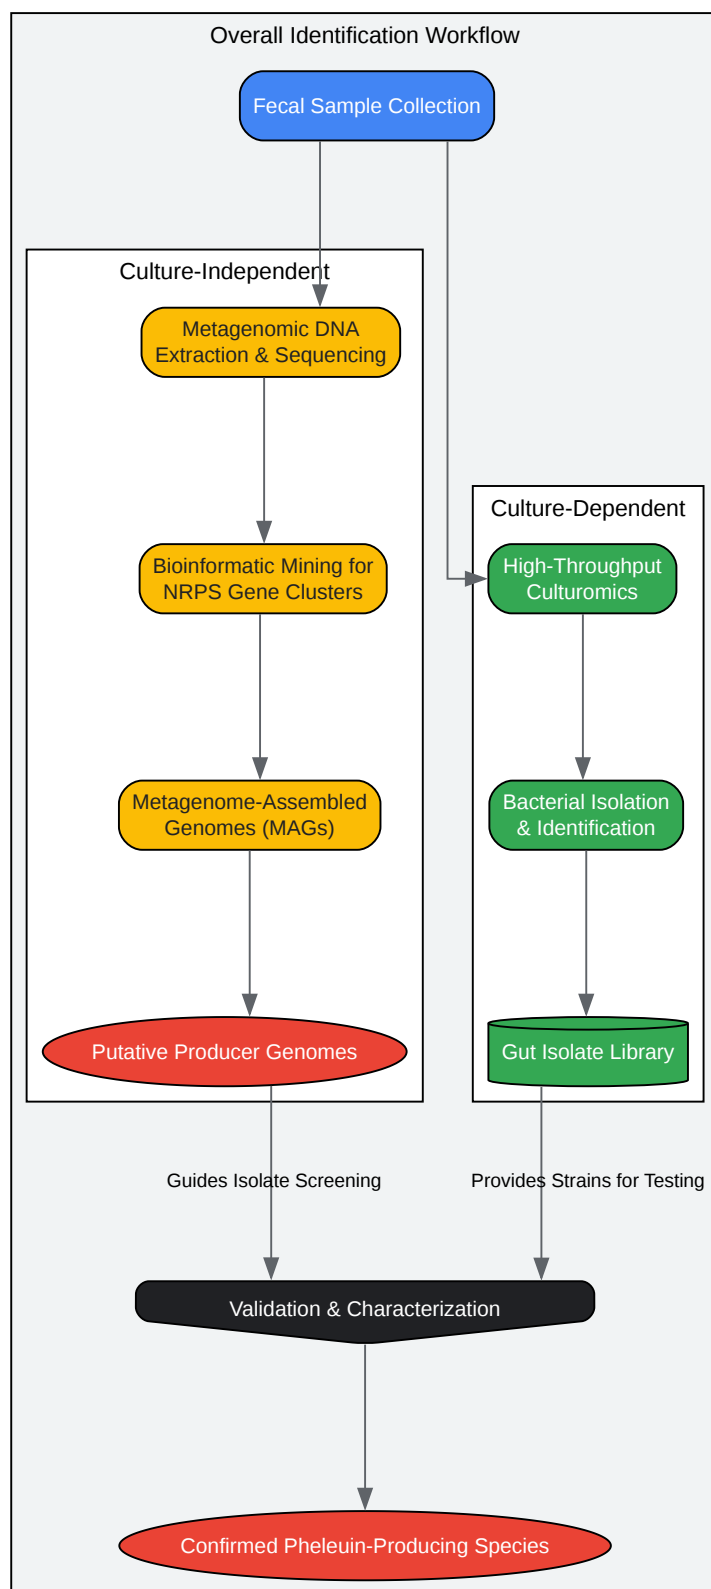 Overall Identification Workflow
Fecal Sample Collection
Culture-Independent
Metagenomic DNA
Extraction & Sequencing
Bioinformatic Mining for
NRPS Gene Clusters
Metagenome-Assembled
Genomes (MAGs)
Putative Producer Genomes
Culture-Dependent
High-Throughput
Culturomics
Bacterial Isolation
& Identification
Gut Isolate Library
Guides Isolate Screening
Provides Strains for Testing
Validation & Characterization
Confirmed Pheleuin-Producing Species